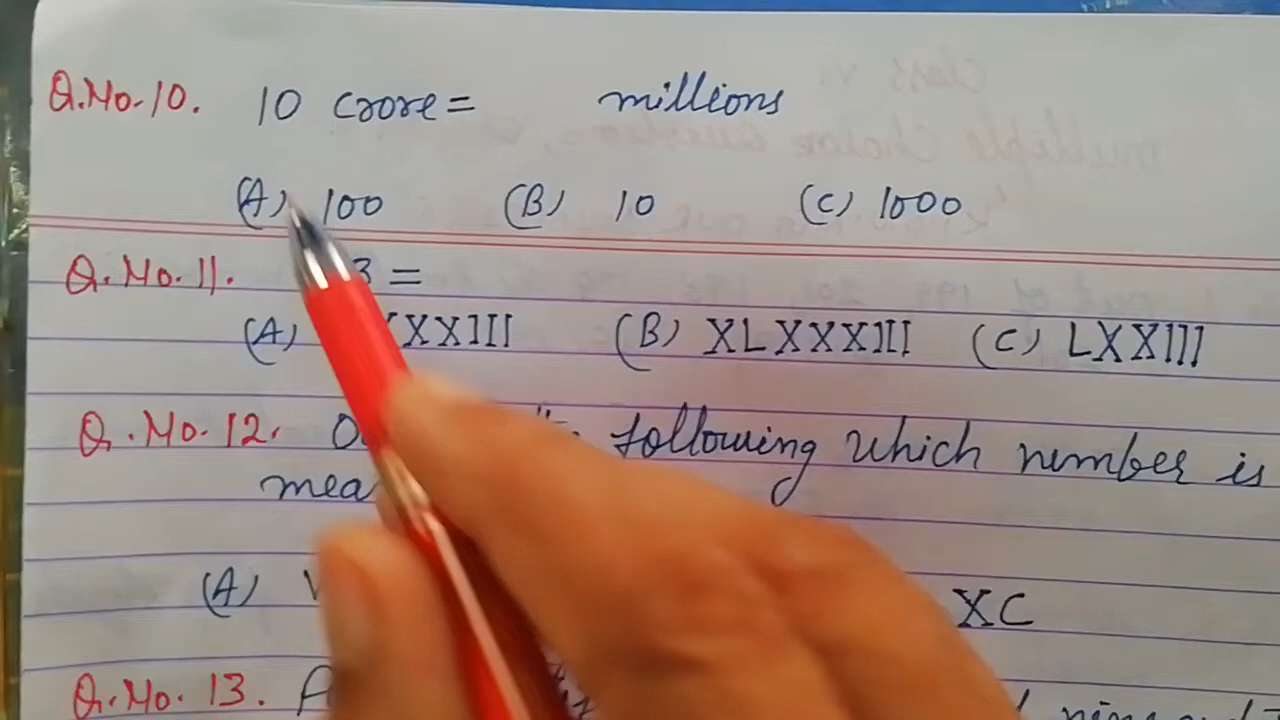 Q.No.10. 10 crore = millions
(A) 100 (B) 10 (C) 1000
Q.No.11. 3 =
(A) XXIII (B) XLXXXIII (C) LXXIII
Q.No.12. following which number is
mea
(A) XC
Q.No.13.